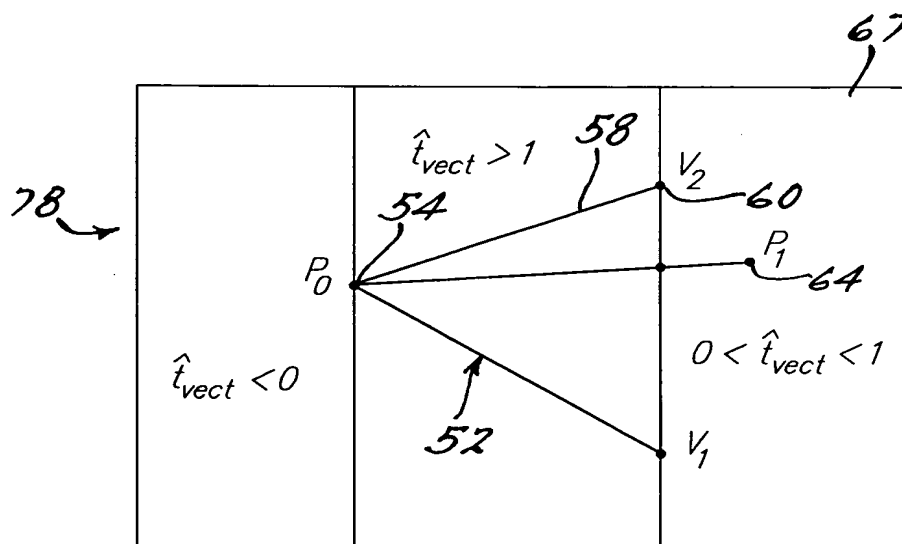 67
t̂vect > 1
58
V2
78
54
60
P0
P1
64
t̂vect < 0
0 < t̂vect < 1
52
V1